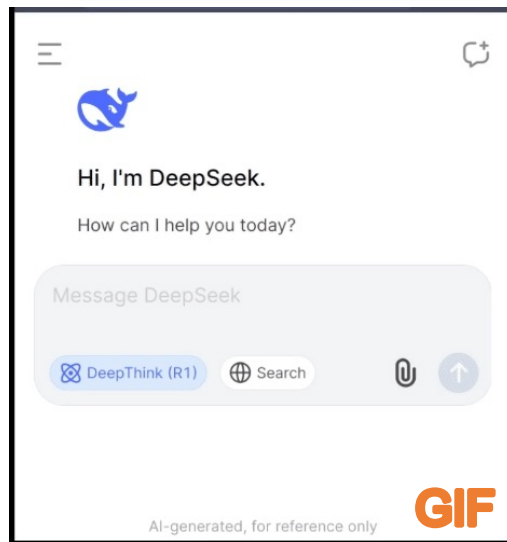 Hi, I'm DeepSeek.
How can I help you today?
Message DeepSeek
DeepThink (R1) Search
AI-generated, for reference only
GIF